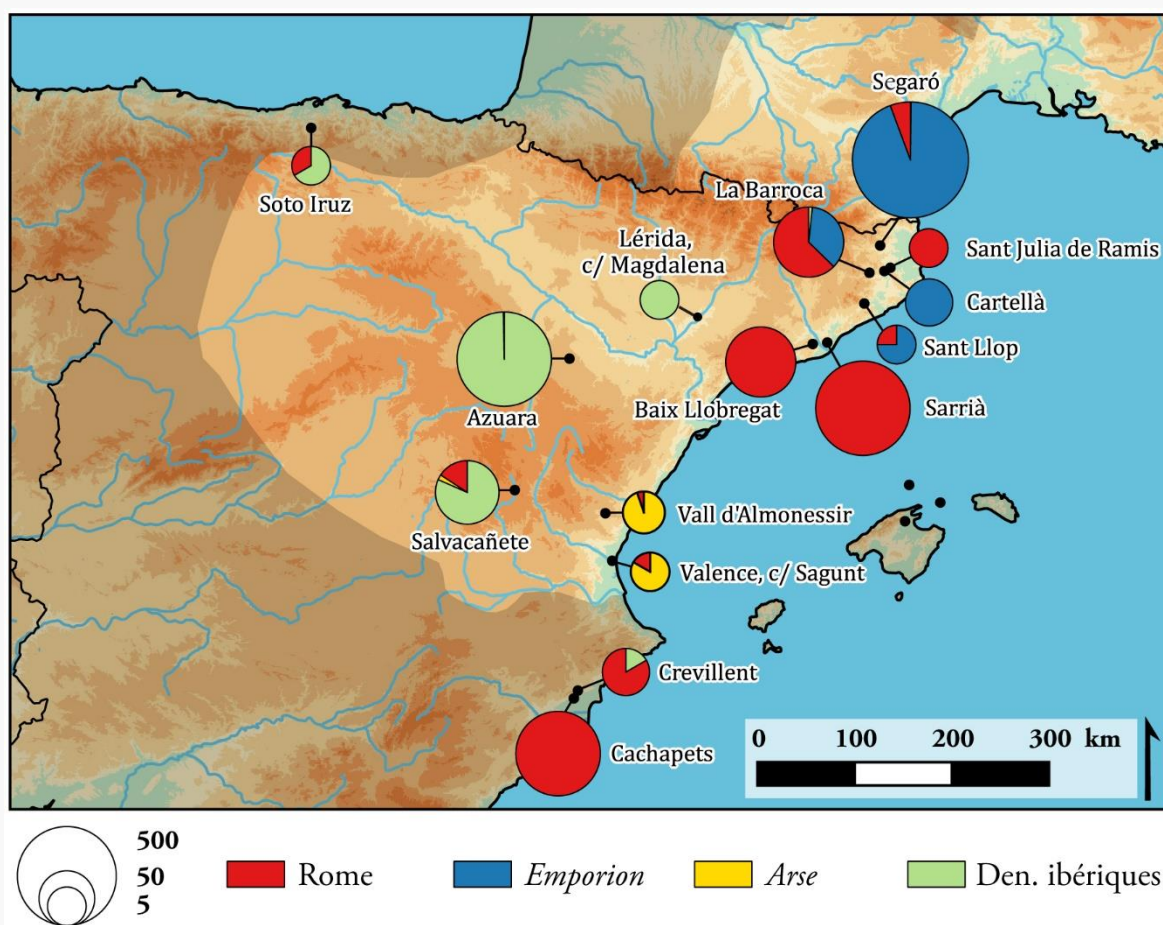 Segaró
La Barroca
Soto Iruz
Lérida,
c/ Magdalena
Sant Julia de Ramis
Cartellà
Sant Llop
Baix Llobregat
Sarrià
Azuara
Salvacañete
Vall d'Almonessir
Valence, c/ Sagunt
Crevillent
Cachapets
0 100 200 300 km
500
50
5
Rome
Emporion
Arse
Den. ibériques